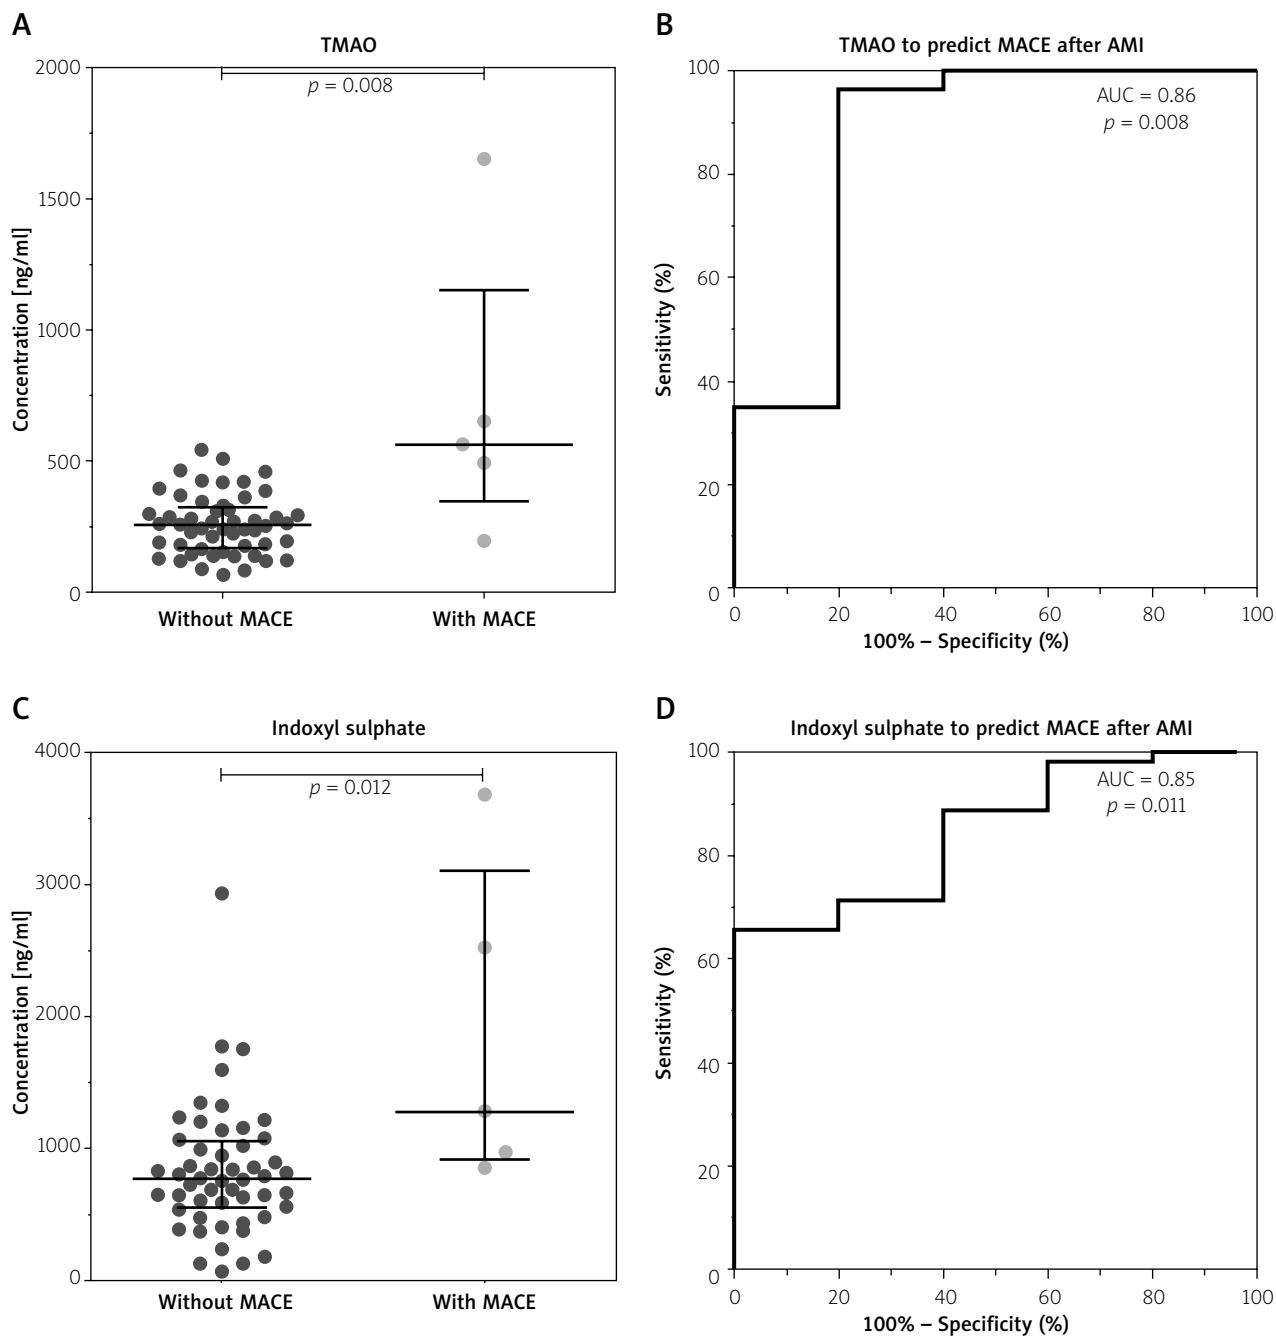 A
TMAO
2000
1500
1000
500
0
Concentration [ng/ml]
p = 0.008
Without MACE
With MACE
B
TMAO to predict MACE after AMI
100
80
60
40
20
0
Sensitivity (%)
AUC = 0.86
p = 0.008
0 20 40 60 80 100
100% – Specificity (%)
C
Indoxyl sulphate
4000
3000
2000
1000
0
Concentration [ng/ml]
p = 0.012
Without MACE
With MACE
D
Indoxyl sulphate to predict MACE after AMI
100
80
60
40
20
0
Sensitivity (%)
AUC = 0.85
p = 0.011
0 20 40 60 80 100
100% – Specificity (%)